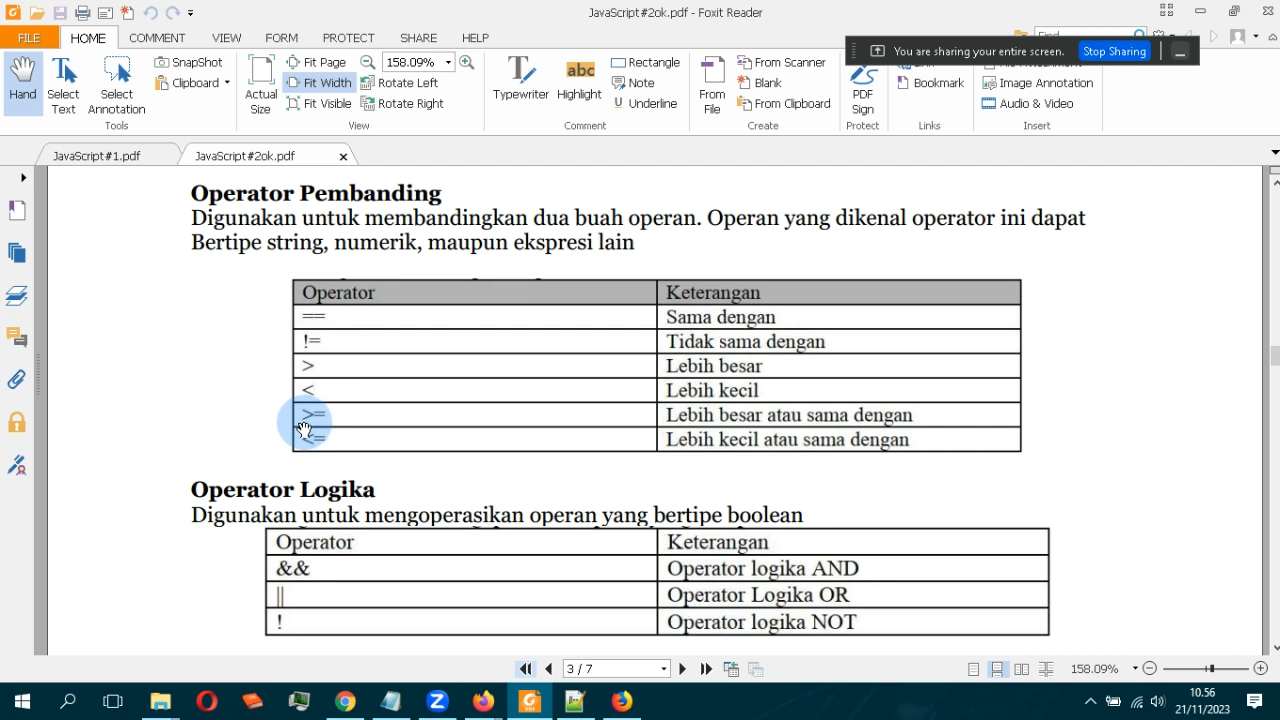 JavaScript#2ok.pdf - Foxit Reader
FILE HOME COMMENT VIEW FORM PROTECT SHARE HELP
Find
You are sharing your entire screen. Stop Sharing
Hand
Select Text
Select Annotation
SnapShot
Clipboard
Tools
Actual Size
Fit Page
Fit Width
Fit Visible
158.09%
Rotate Left
Rotate Right
View
Typewriter
abc
Highlight
Rectangle
Note
Underline
Comment
From File
From Scanner
Blank
From Clipboard
Create
PDF Sign
Protect
Bookmark
Links
Image Annotation
Audio & Video
Insert
JavaScript#1.pdf JavaScript#2ok.pdf
Operator Pembanding
Digunakan untuk membandingkan dua buah operan. Operan yang dikenal operator ini dapat
Bertipe string, numerik, maupun ekspresi lain
Operator Keterangan
== Sama dengan
!= Tidak sama dengan
> Lebih besar
< Lebih kecil
>= Lebih besar atau sama dengan
<= Lebih kecil atau sama dengan
Operator Logika
Digunakan untuk mengoperasikan operan yang bertipe boolean
Operator Keterangan
&& Operator logika AND
|| Operator Logika OR
! Operator logika NOT
3 / 7
158.09%
10.56
21/11/2023